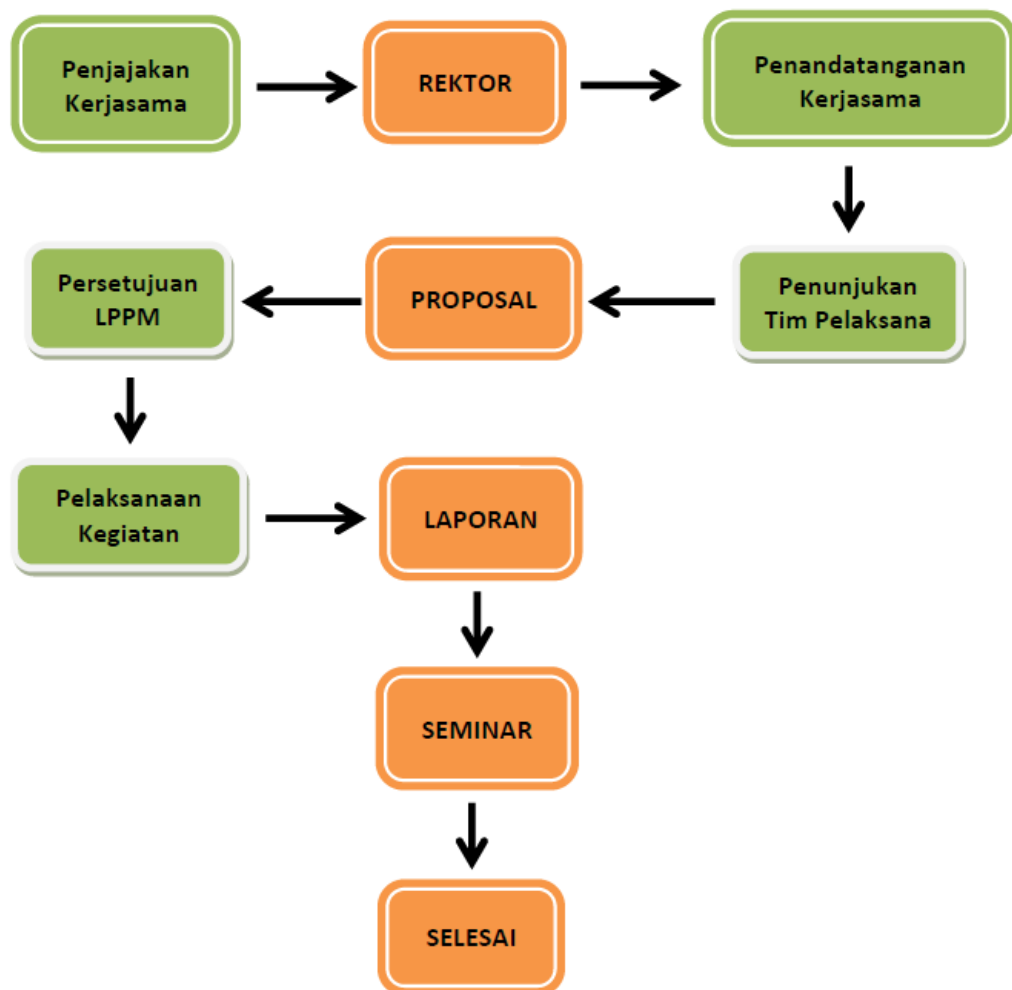 Penjajakan
Kerjasama
REKTOR
Penandatanganan
Kerjasama
Persetujuan
LPPM
PROPOSAL
Penunjukan
Tim Pelaksana
Pelaksanaan
Kegiatan
LAPORAN
SEMINAR
SELESAI